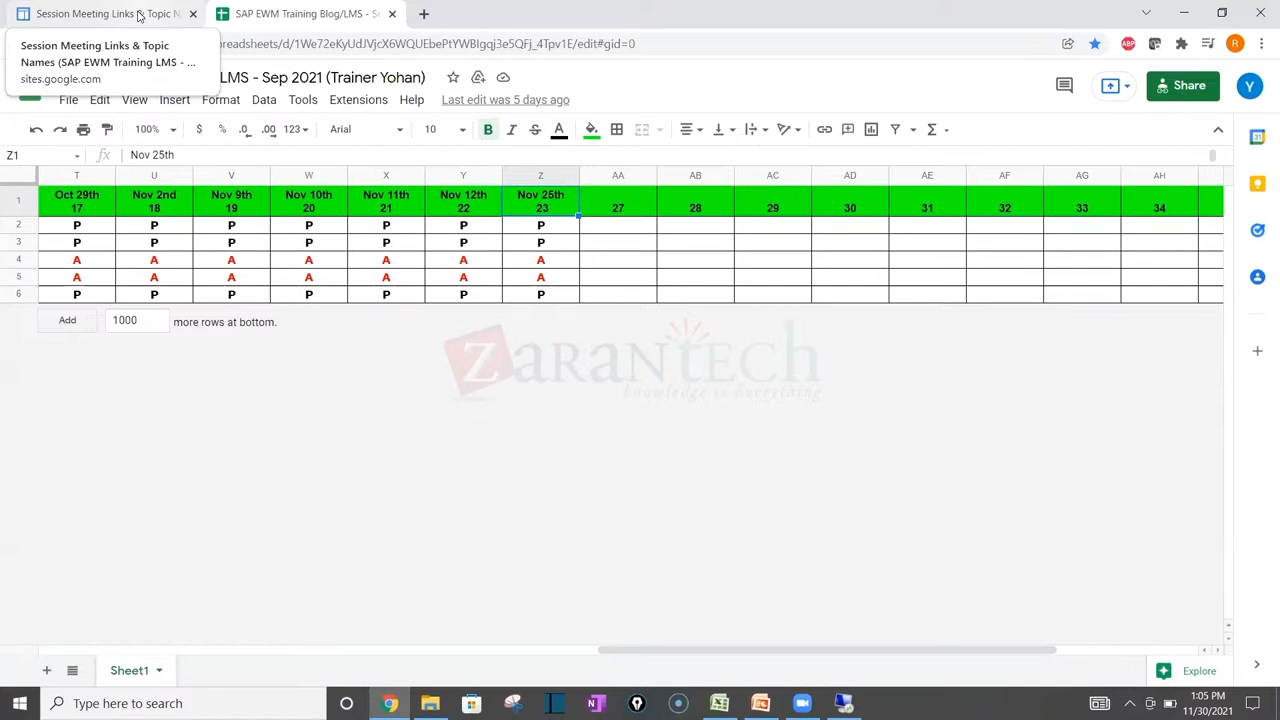 Session Meeting Links & Topic N
SAP EWM Training Blog/LMS - Se
Session Meeting Links & Topic
Names (SAP EWM Training LMS - ...
sites.google.com
readsheets/d/1We72eKyUdJVjcX6WQUEbePtYWBIgqj3e5QFj_4Tpv1E/edit#gid=0
LMS - Sep 2021 (Trainer Yohan)
File Edit View Insert Format Data Tools Extensions Help Last edit was 5 days ago
Share
Y
R
ABP
100% $ % .0 .00 123 Arial 10 B I S A Σ
Z1 fx Nov 25th
T U V W X Y Z AA AB AC AD AE AF AG AH
1 Oct 29th Nov 2nd Nov 9th Nov 10th Nov 11th Nov 12th Nov 25th
17 18 19 20 21 22 23 27 28 29 30 31 32 33 34
2 P P P P P P P
3 P P P P P P P
4 A A A A A A A
5 A A A A A A A
6 P P P P P P P
Add 1000 more rows at bottom.
ZARANTECH
knowledge is Everything
Sheet1
Explore
Type here to search
1:05 PM
11/30/2021